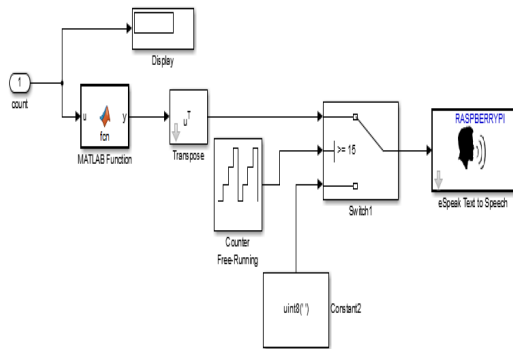 1
count
Display
u
fcn
y
MATLAB Function
uT
Transpose
Counter
Free-Running
>= 15
Switch1
uint8(' ')
Constant2
RASPBERRYPI
eSpeak Text to Speech